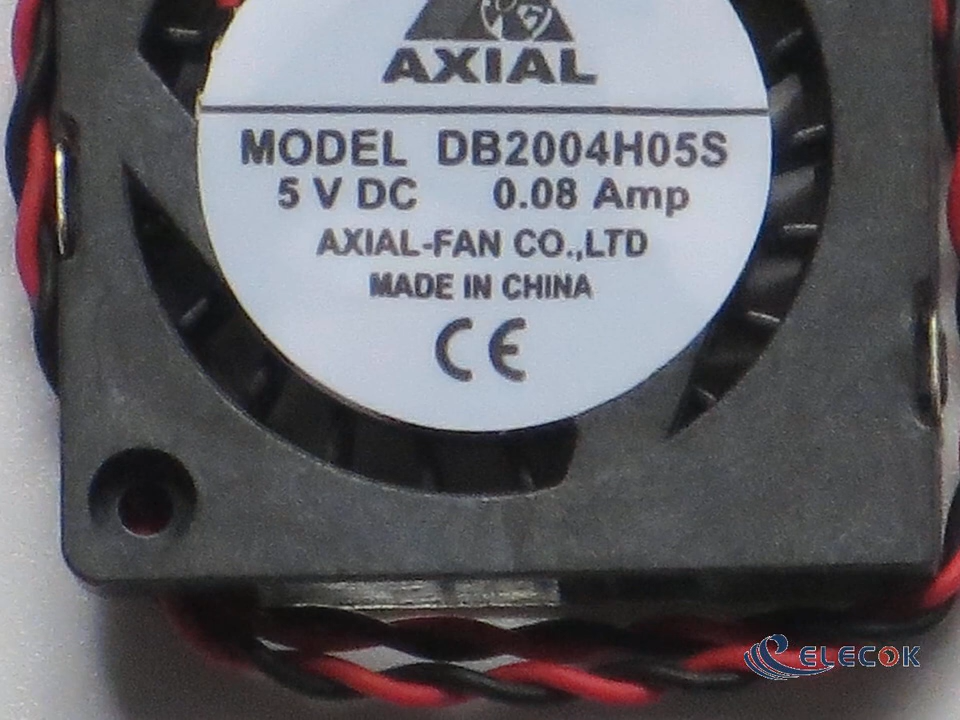 AXIAL
MODEL DB2004H05S
5 V DC 0.08 Amp
AXIAL-FAN CO.,LTD
MADE IN CHINA
CE
ELECOK